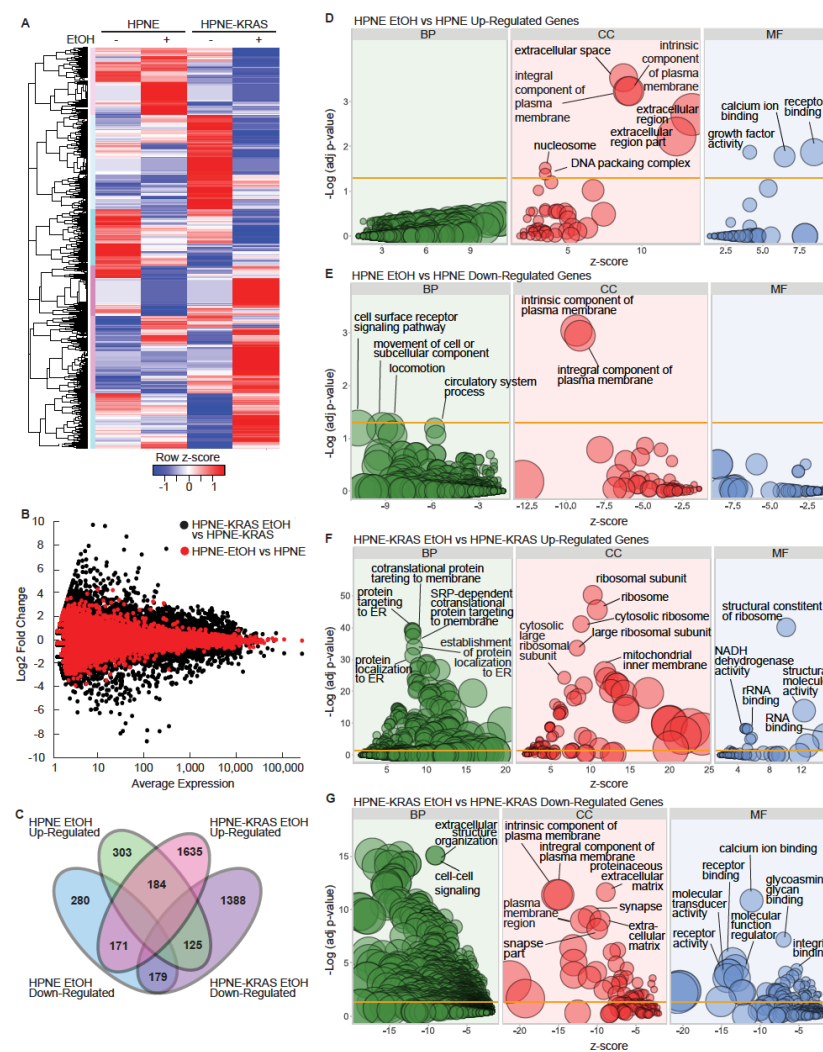 A
HPNE
HPNE-KRAS
EtOH
-
+
-
+
Row z-score
-1
0
1
B
HPNE-KRAS EtOH
vs HPNE-KRAS
HPNE-EtOH vs HPNE
Log2 Fold Change
10
8
6
4
2
0
-2
-4
-6
-8
-10
1
10
100
1,000
10,000
100,000
Average Expression
C
HPNE EtOH
Up-Regulated
HPNE-KRAS EtOH
Up-Regulated
303
1635
280
184
1388
171
125
179
HPNE EtOH
Down-Regulated
HPNE-KRAS EtOH
Down-Regulated
D
HPNE EtOH vs HPNE Up-Regulated Genes
BP
CC
MF
extracellular space
intrinsic
component
of plasma
membrane
integral
component of
plasma
membrane
extracellular
region
extracellular
region part
nucleosome
DNA packaing complex
calcium ion
binding
receptor
binding
growth factor
activity
-Log (adj p-value)
3
2
1
0
3
6
9
5
10
2.5
5.0
7.5
z-score
E
HPNE EtOH vs HPNE Down-Regulated Genes
BP
CC
MF
cell surface receptor
signaling pathway
movement of cell or
subcellular component
locomotion
circulatory system
process
intrinsic component of
plasma membrane
intregral component of
plasma membrane
-Log (adj p-value)
3
2
1
0
-9
-6
-3
-12.5
-10.0
-7.5
-5.0
-2.5
-7.5
-5.0
-2.5
z-score
F
HPNE-KRAS EtOH vs HPNE-KRAS Up-Regulated Genes
BP
CC
MF
cotranslational protein
tareting to membrane
protein
targeting to ER
SRP-dependent
cotranslational
protein targeting
to membrane
establishment
of protein
localization
to ER
protein
localization
to ER
ribosomal subunit
ribosome
cytosolic ribosome
large ribosomal subunit
cytosolic
large
ribosomal
subunit
mitochondrial
inner membrane
structural constitent
of ribosome
NADH
dehydrogenase
activity
structural
molecule
activity
rRNA
binding
RNA
binding
-Log (adj p-value)
50
40
30
20
10
0
5
10
15
20
5
10
15
20
25
4
8
12
z-score
G
HPNE-KRAS EtOH vs HPNE-KRAS Down-Regulated Genes
BP
CC
MF
extracellular
structure
organization
cell-cell
signaling
intrinsic component of
plasma membrane
intregral component of
plasma membrane
proteinaceous
extracellular
matrix
synapse
plasma
membrane
region
extra-
cellular
matrix
snapse
part
calcium ion binding
receptor
binding
glycoasmin
glycan
binding
molecular
transducer
activity
molecular
function
regulator
receptor
activity
integrin
binding
-Log (adj p-value)
15
10
5
0
-15
-10
-5
-20
-15
-10
-5
-20
-15
-10
-5
z-score